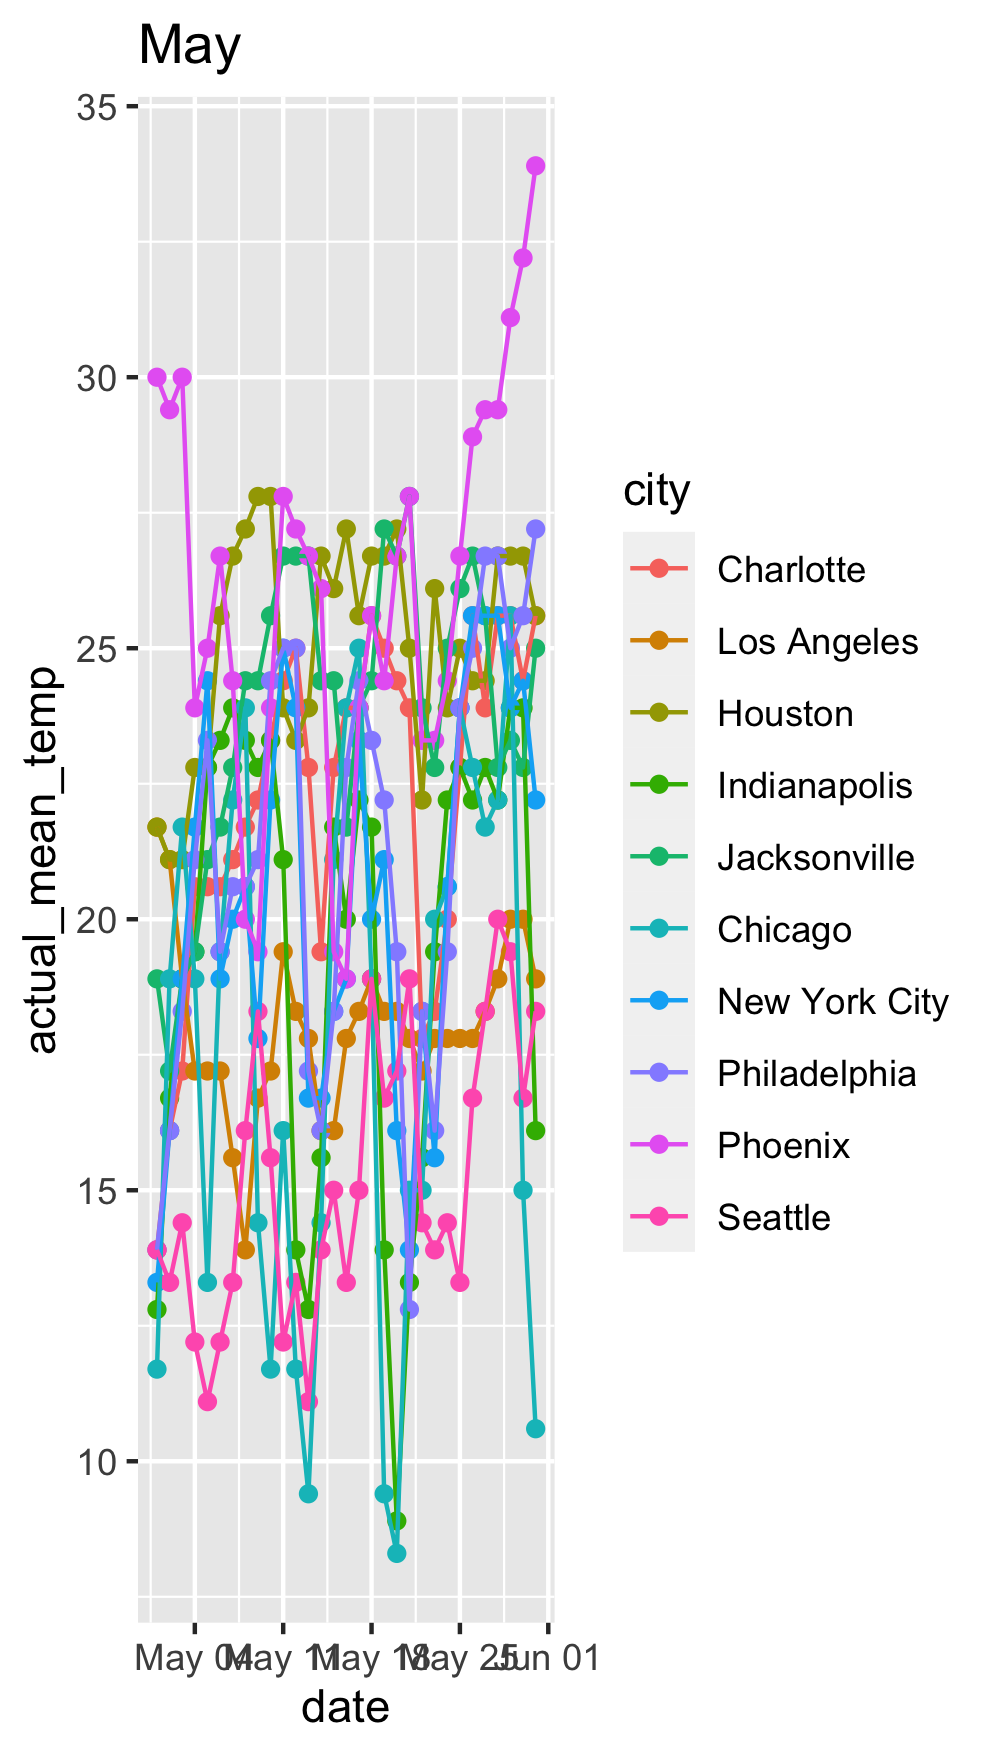 May
35
30
25
20
15
10
actual_mean_temp
May 04
May 11
May 18
May 25
Jun 01
date
city
Charlotte
Los Angeles
Houston
Indianapolis
Jacksonville
Chicago
New York City
Philadelphia
Phoenix
Seattle